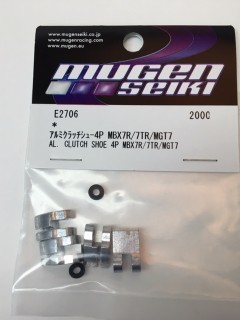 mugen
SEIKI
http://www.mugenseiki.co.jp
http://www.mugenracing.com
www.mugen.eu
E2706 2000
*
アルミクラッチシュー4P MBX7R/7TR/MGT7
AL. CLUTCH SHOE 4P MBX7R/7TR/MGT7